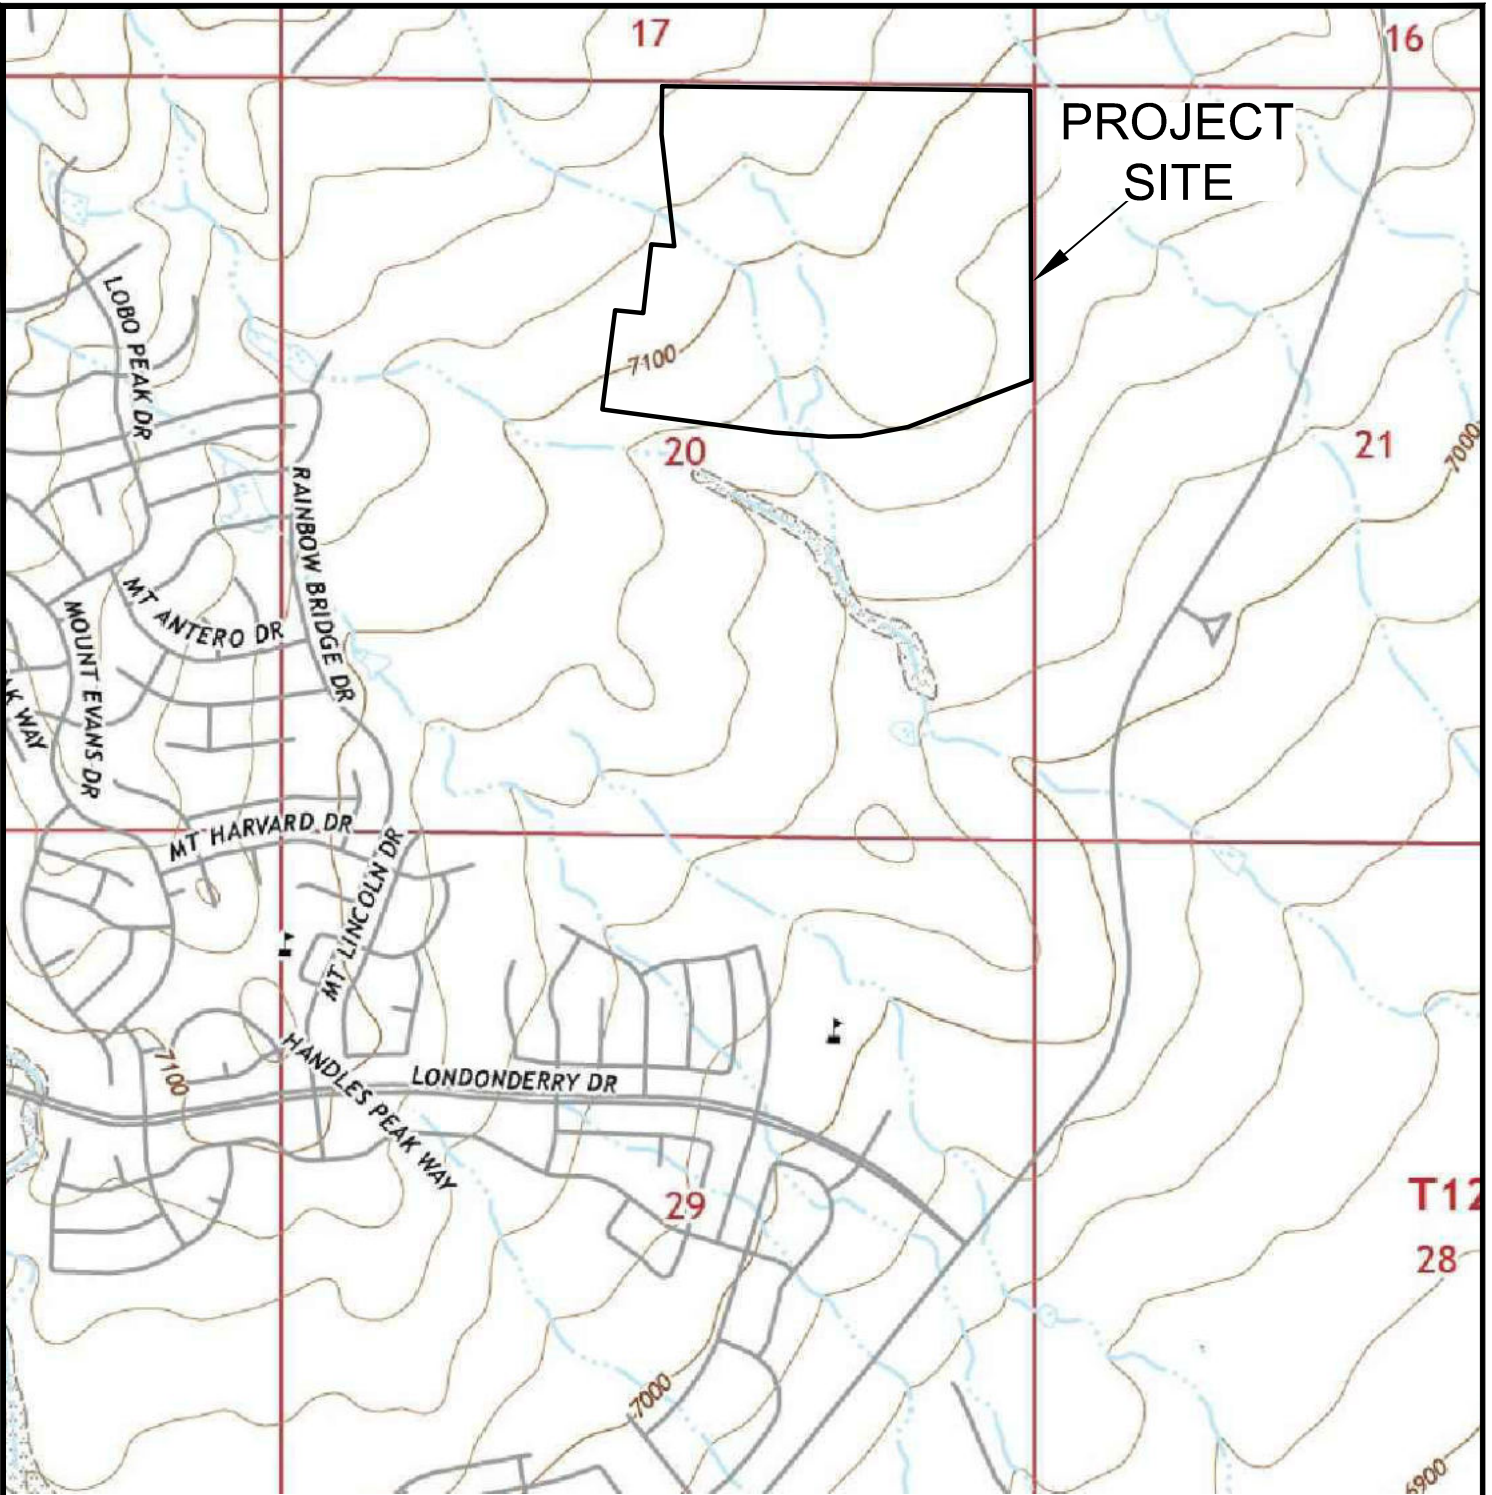 17
16
PROJECT
SITE
LOBO PEAK DR
7100
20
21
7000
RAINBOW BRIDGE DR
MT ANTERO DR
MOUNT EVANS DR
AK WAY
MT HARVARD DR
MT LINCOLN DR
7100
HANDLES PEAK WAY
LONDONDERRY DR
29
T12
28
7000
6900